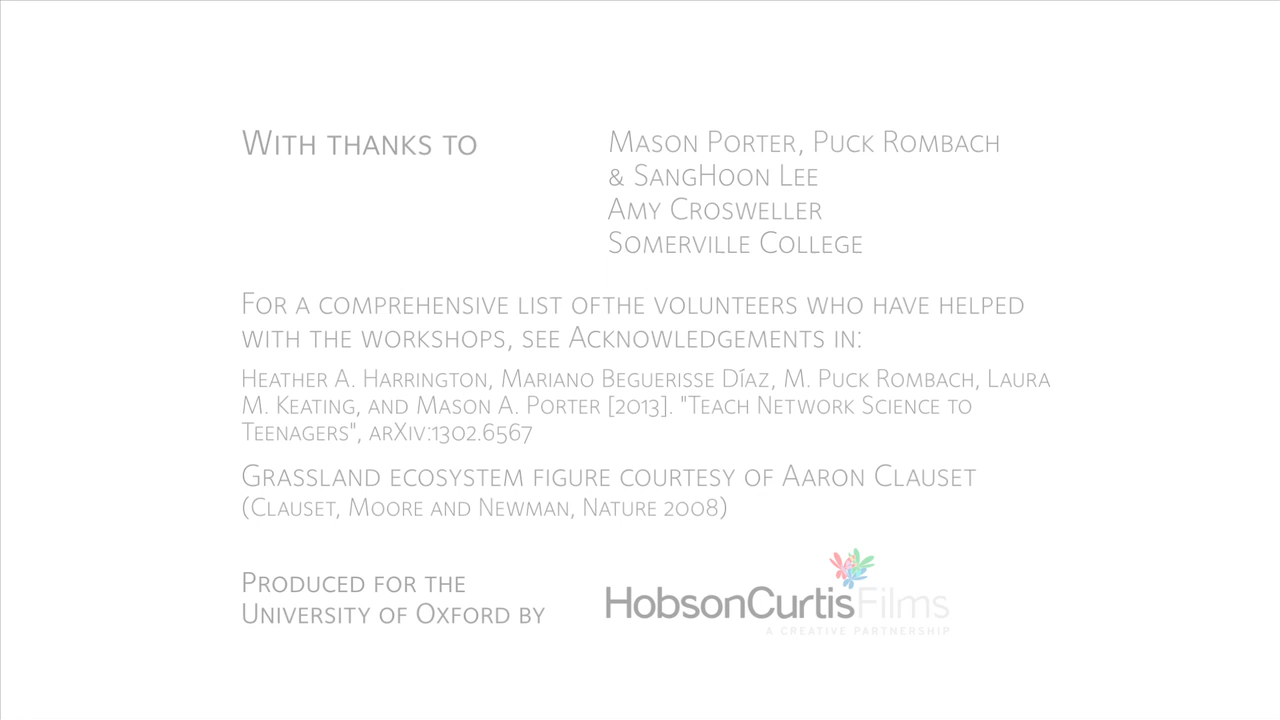 With thanks to
Mason Porter, Puck Rombach
& SangHoon Lee
Amy Crosweller
Somerville College
For a comprehensive list ofthe volunteers who have helped
with the workshops, see Acknowledgements in:
Heather A. Harrington, Mariano Beguerisse Díaz, M. Puck Rombach, Laura
M. Keating, and Mason A. Porter [2013]. "Teach Network Science to
Teenagers", arXiv:1302.6567
Grassland ecosystem figure courtesy of Aaron Clauset
(Clauset, Moore and Newman, Nature 2008)
Produced for the
University of Oxford by
HobsonCurtisFilms
A CREATIVE PARTNERSHIP